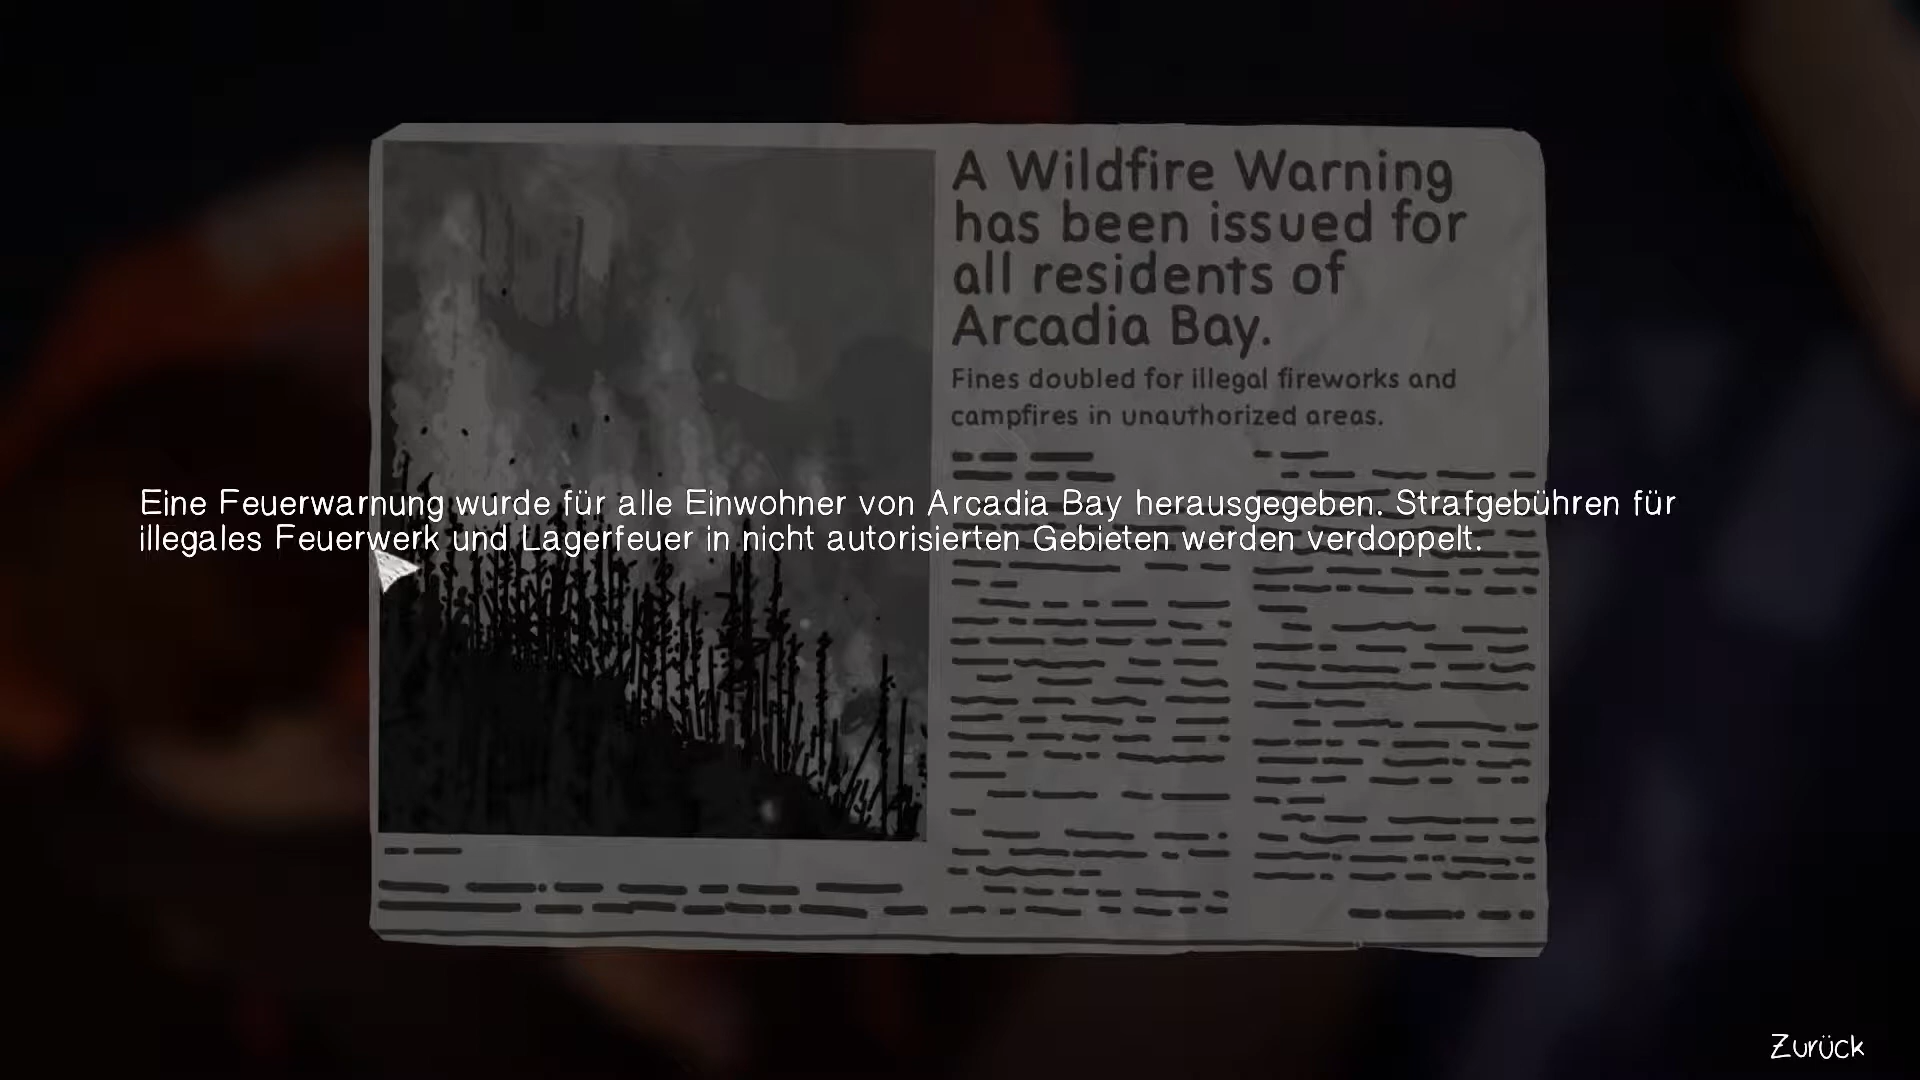 A Wildfire Warning
has been issued for
all residents of
Arcadia Bay.
Fines doubled for illegal fireworks and
campfires in unauthorized areas.
Eine Feuerwarnung wurde für alle Einwohner von Arcadia Bay herausgegeben. Strafgebühren für
illegales Feuerwerk und Lagerfeuer in nicht autorisierten Gebieten werden verdoppelt.
Zurück